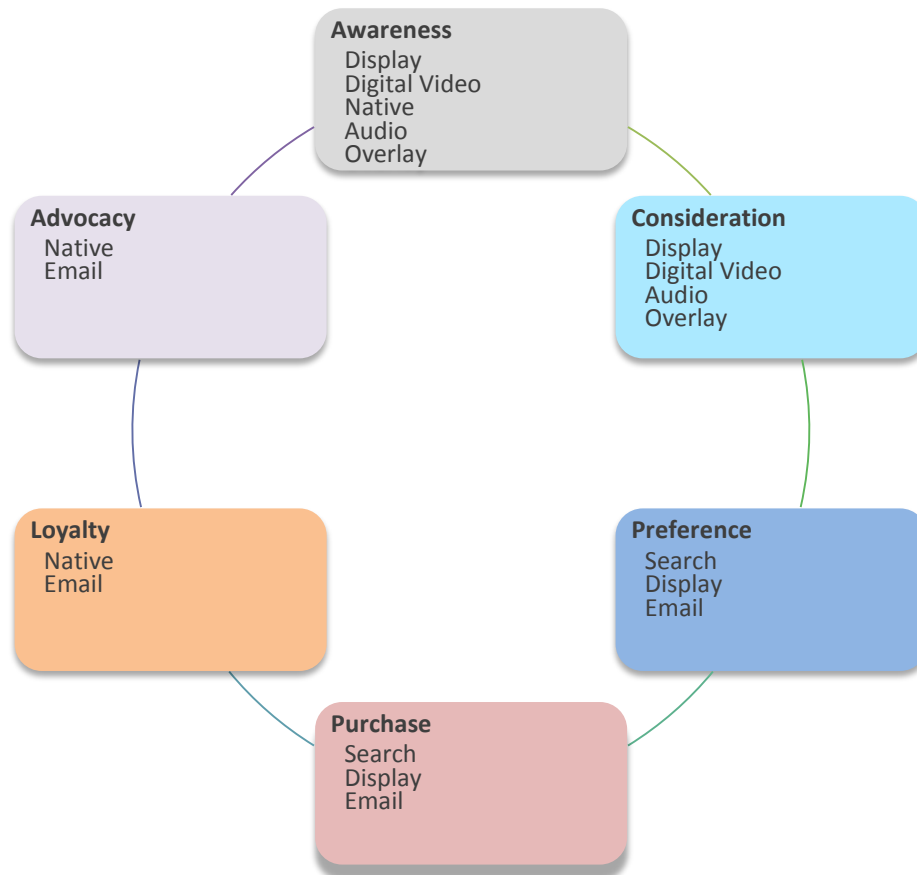 Awareness
Display
Digital Video
Native
Audio
Overlay
Consideration
Display
Digital Video
Audio
Overlay
Preference
Search
Display
Email
Purchase
Search
Display
Email
Loyalty
Native
Email
Advocacy
Native
Email